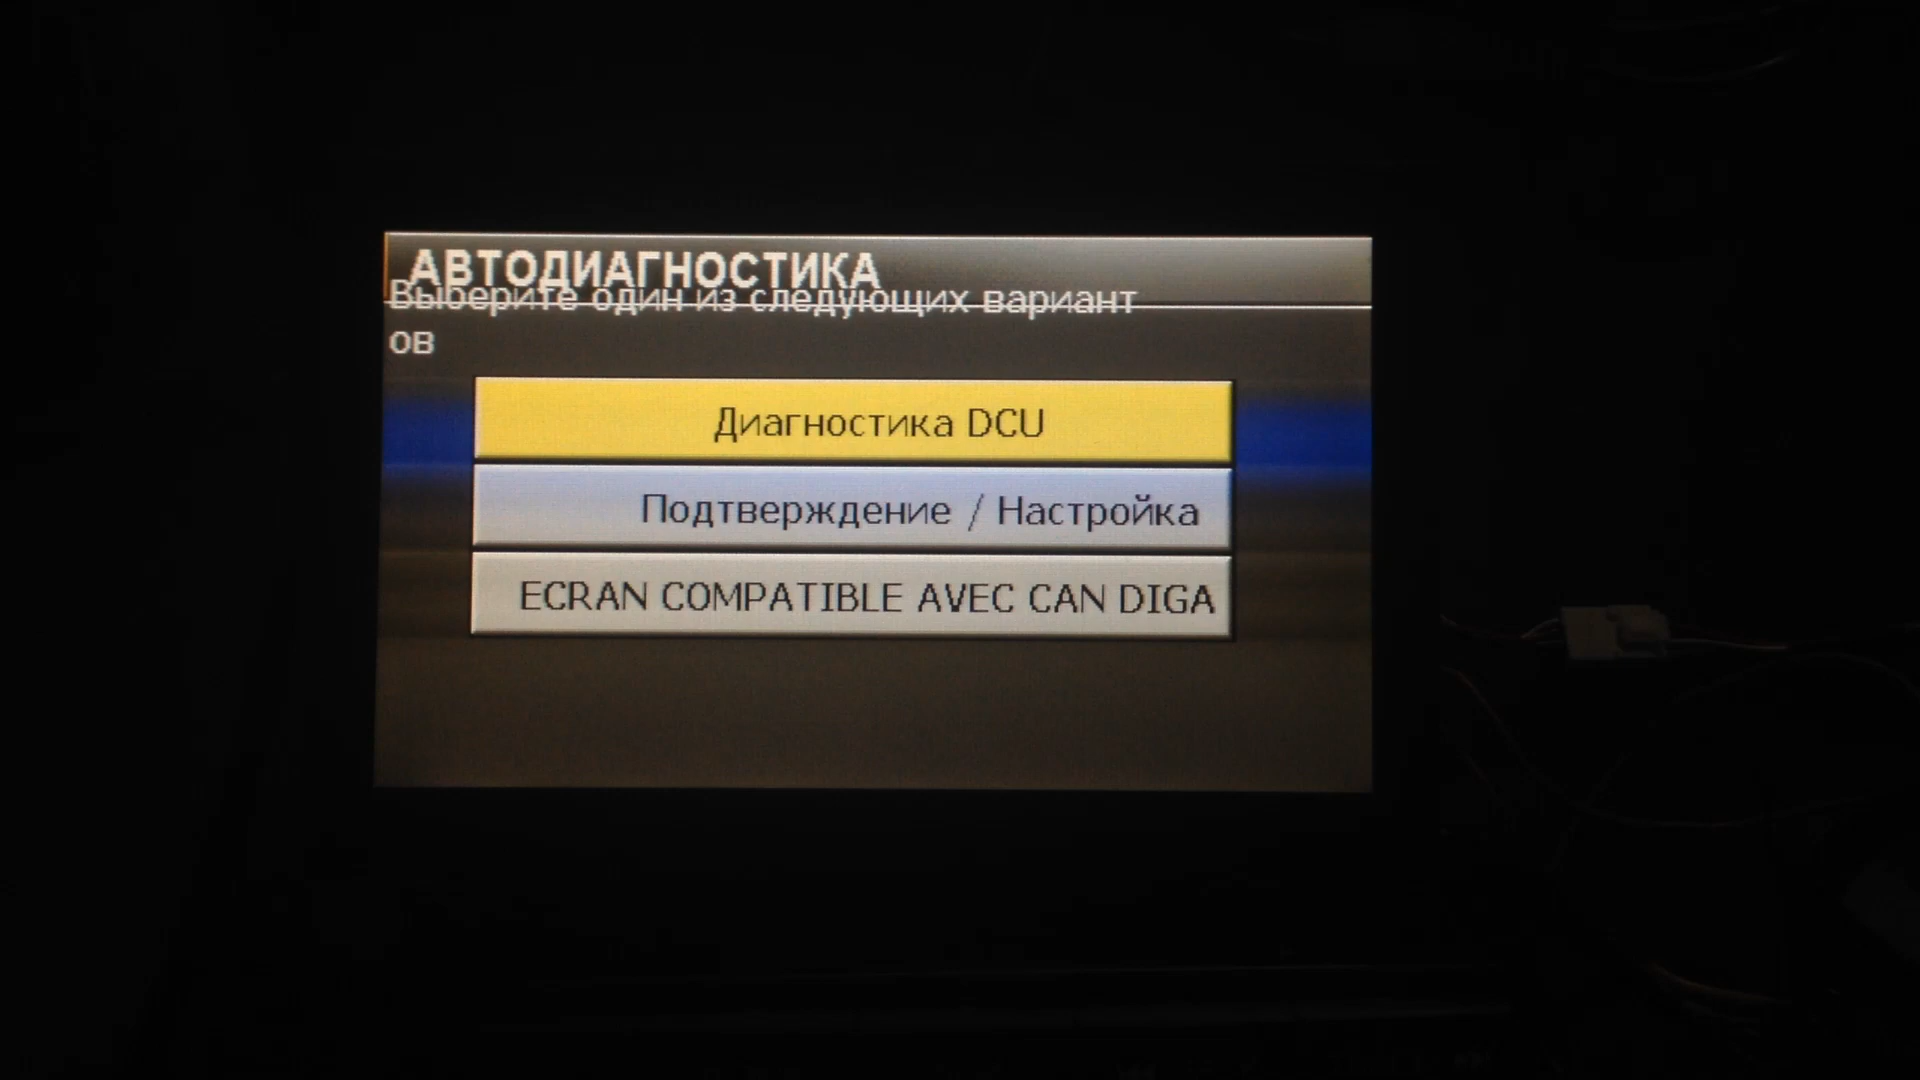 АВТОДИАГНОСТИКА
Выберите один из следующих вариант
ов
Диагностика DCU
Подтверждение / Настройка
ECRAN COMPATIBLE AVEC CAN DIGA